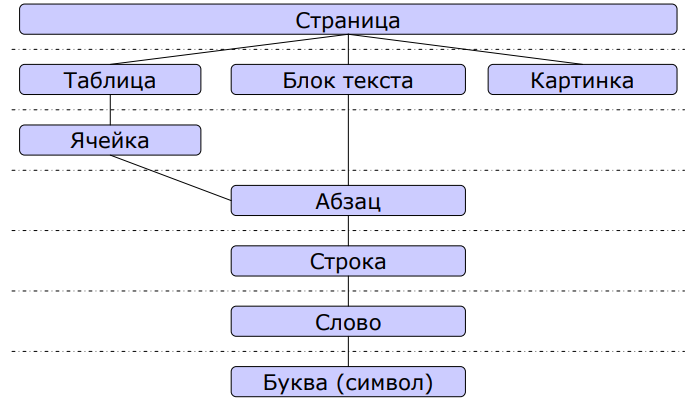 Страница
Таблица
Блок текста
Картинка
Ячейка
Абзац
Строка
Слово
Буква (символ)